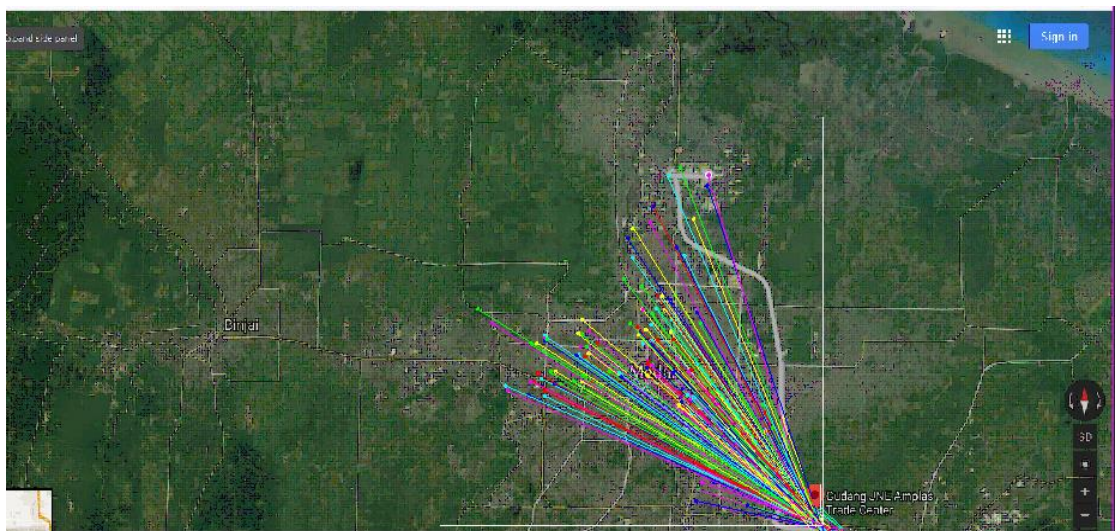 Expand side panel
Sign in
Binjai
Medan
3D
Gudang JNE Amplas
Trade Center